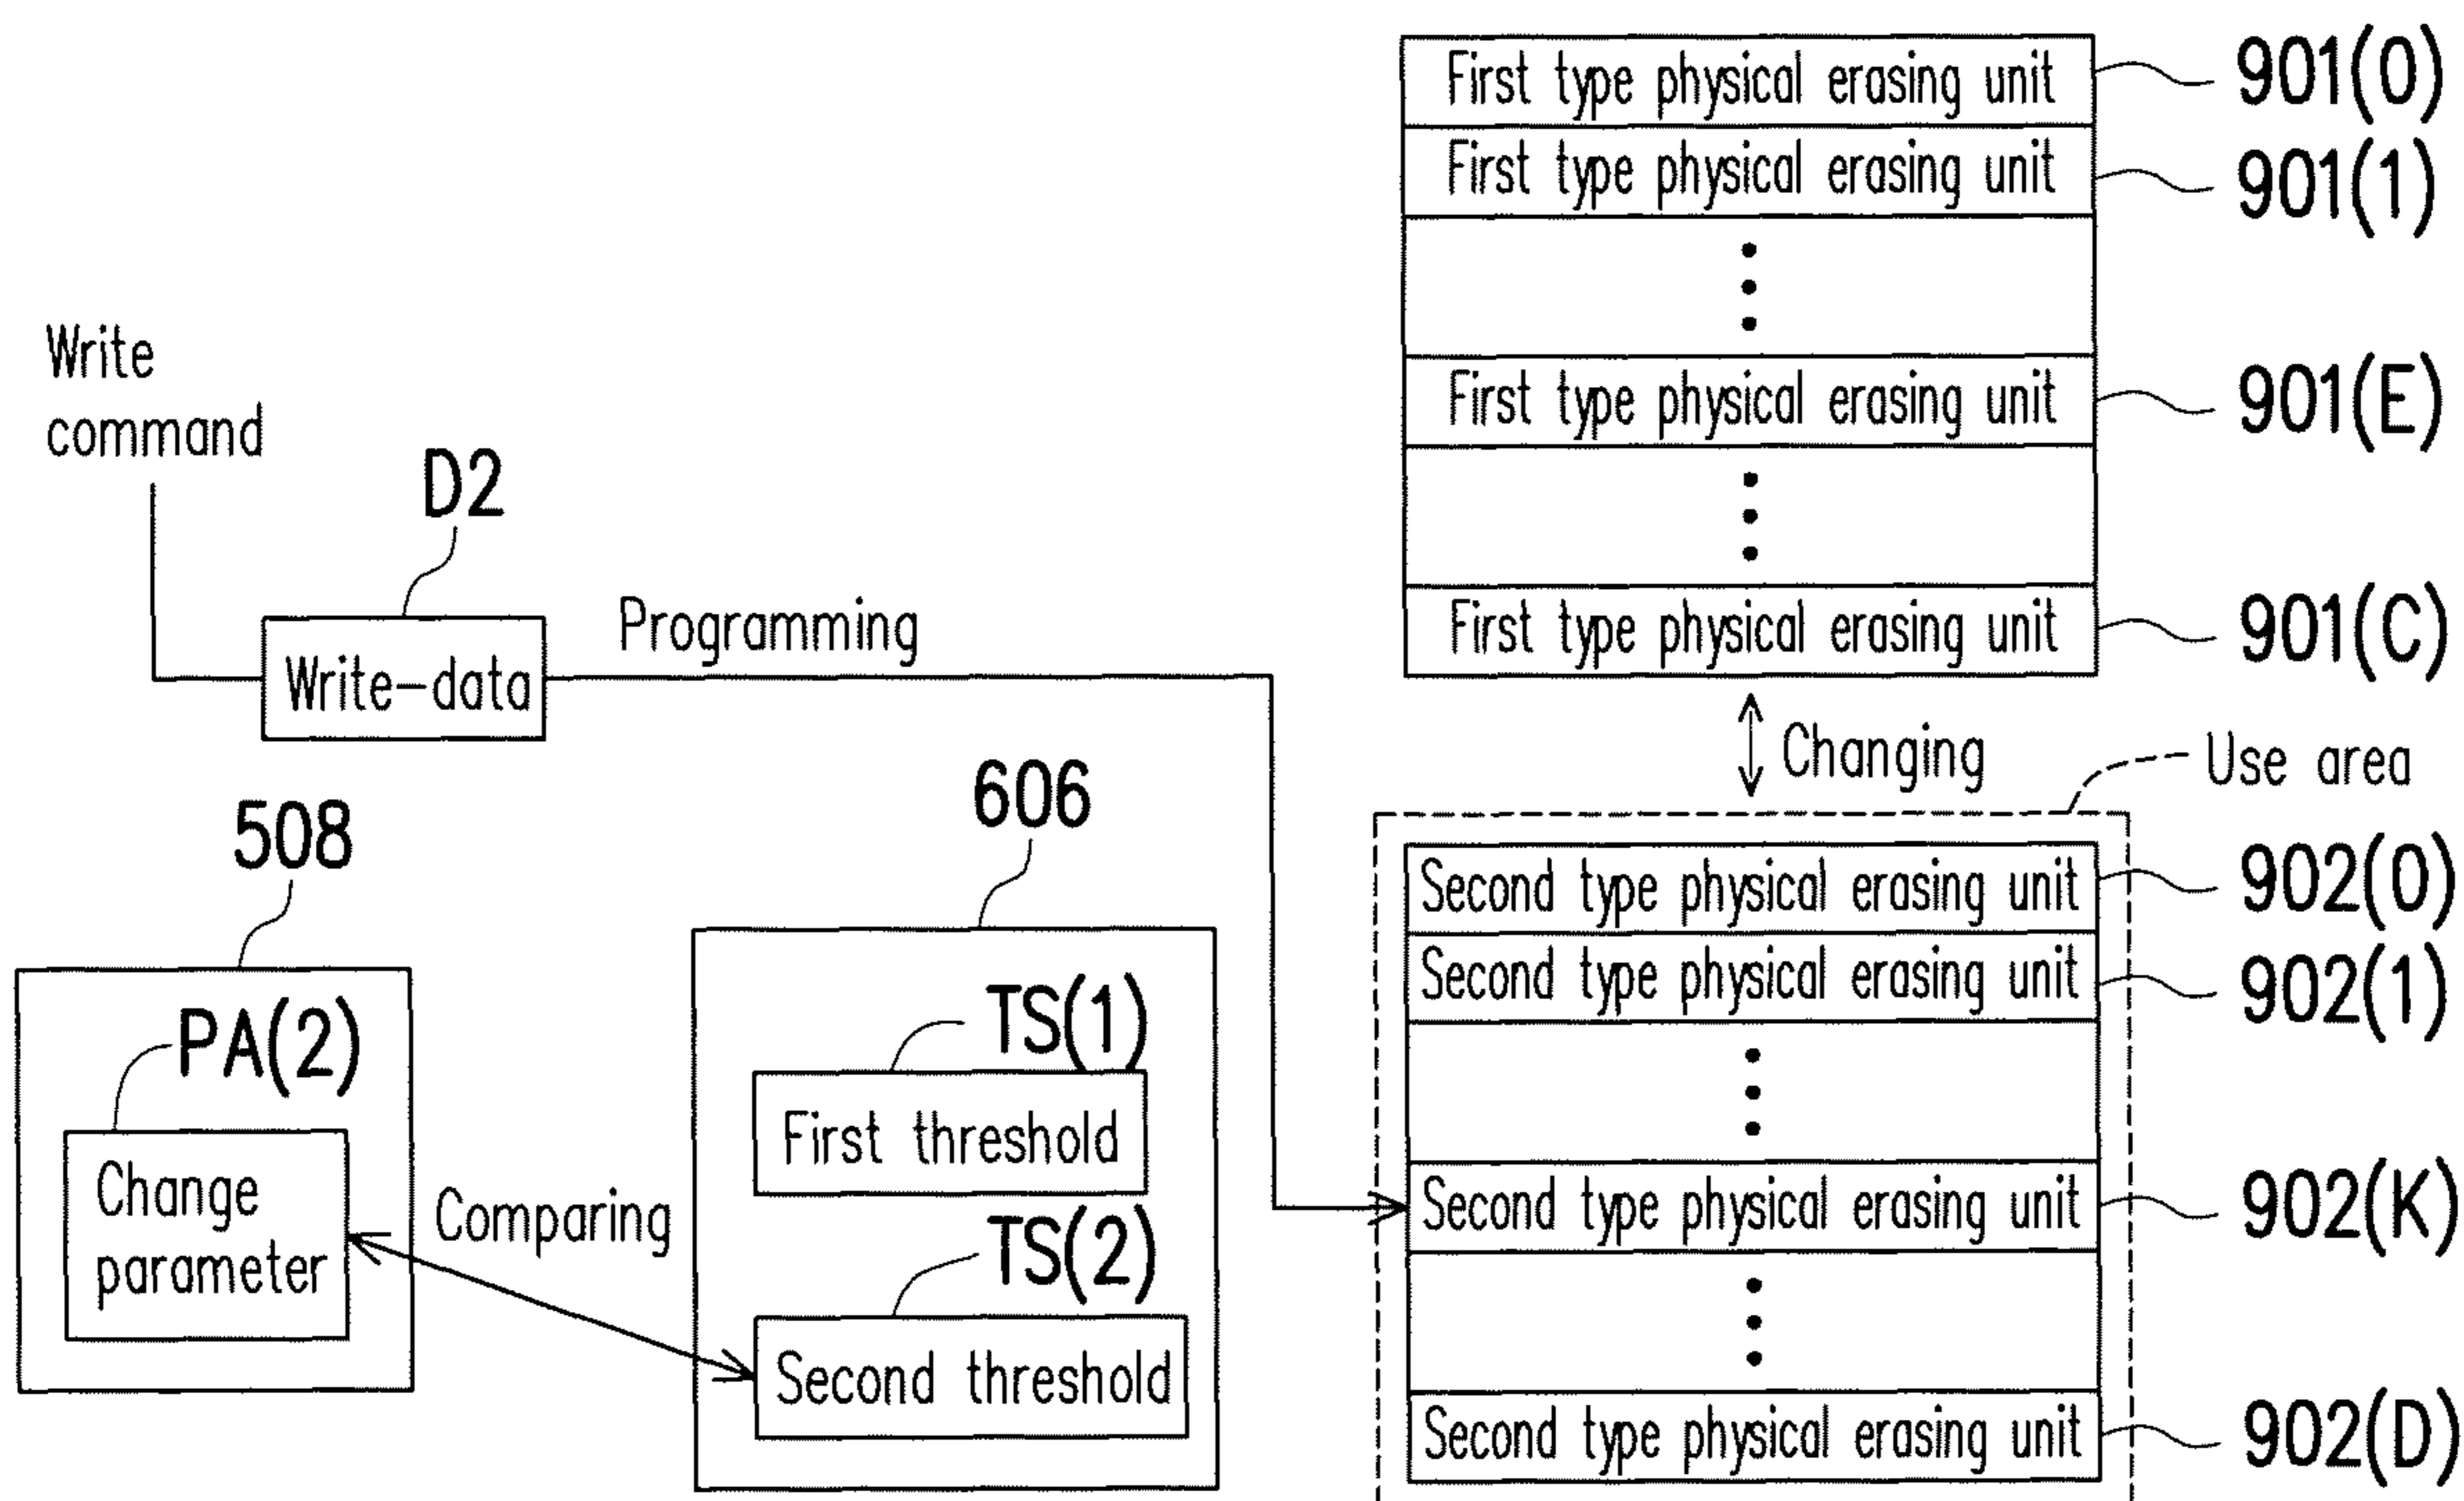 First type physical erasing unit
901(0)
First type physical erasing unit
901(1)
First type physical erasing unit
901(E)
First type physical erasing unit
901(C)
Write
command
D2
Write-data
Programming
Changing
Use area
508
PA(2)
Change
parameter
Comparing
606
TS(1)
First threshold
TS(2)
Second threshold
Second type physical erasing unit
902(0)
Second type physical erasing unit
902(1)
Second type physical erasing unit
902(K)
Second type physical erasing unit
902(D)